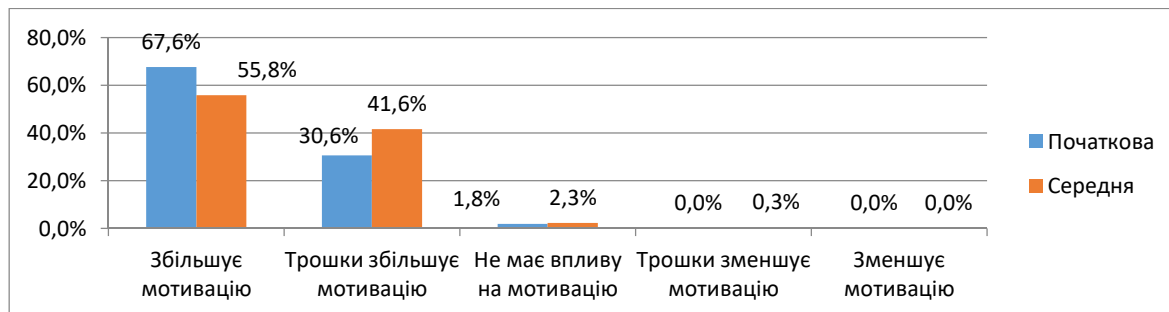 80,0%
60,0%
40,0%
20,0%
0,0%
67,6%
55,8%
30,6%
41,6%
1,8%
2,3%
0,0%
0,3%
0,0%
0,0%
Збільшує
мотивацію
Трошки збільшує
мотивацію
Не має впливу
на мотивацію
Трошки зменшує
мотивацію
Зменшує
мотивацію
Початкова
Середня